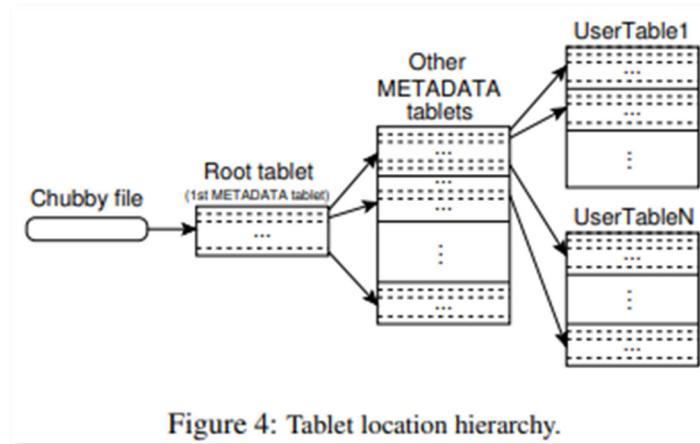 UserTable1
Other
METADATA
tablets
...
...
Root tablet
(1st METADATA tablet)
Chubby file
...
...
...
...
UserTableN
...
...
...
...
...
...
Figure 4: Tablet location hierarchy.